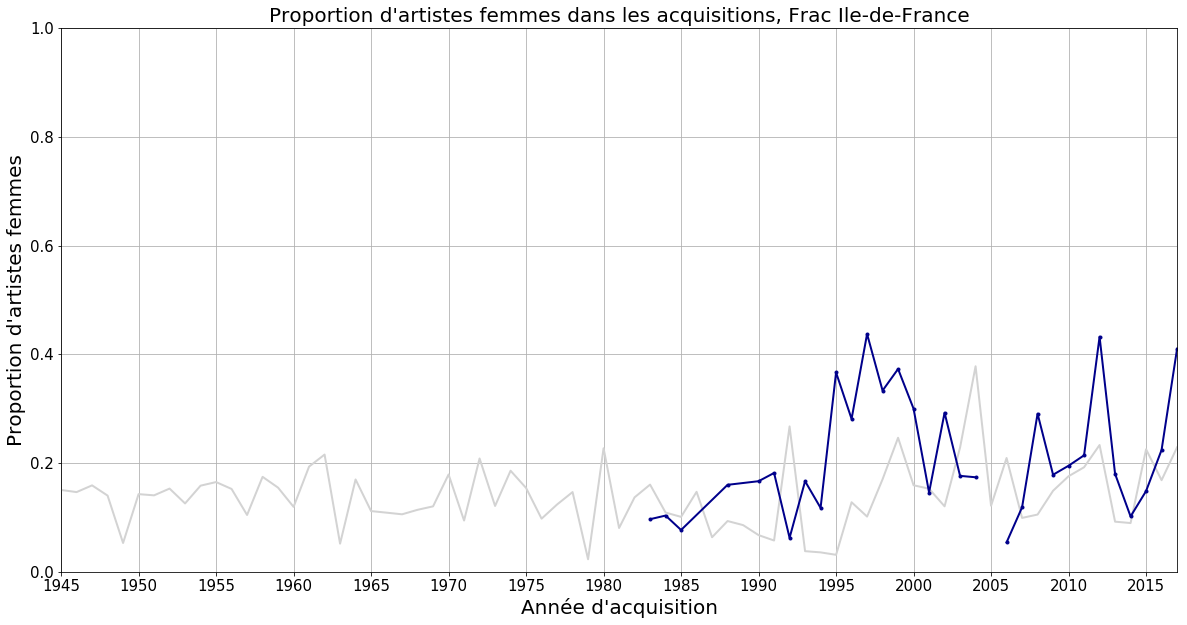 Proportion d'artistes femmes dans les acquisitions, Frac Ile-de-France
Proportion d'artistes femmes
1.0
0.8
0.6
0.4
0.2
0.0
1945 1950 1955 1960 1965 1970 1975 1980 1985 1990 1995 2000 2005 2010 2015
Année d'acquisition